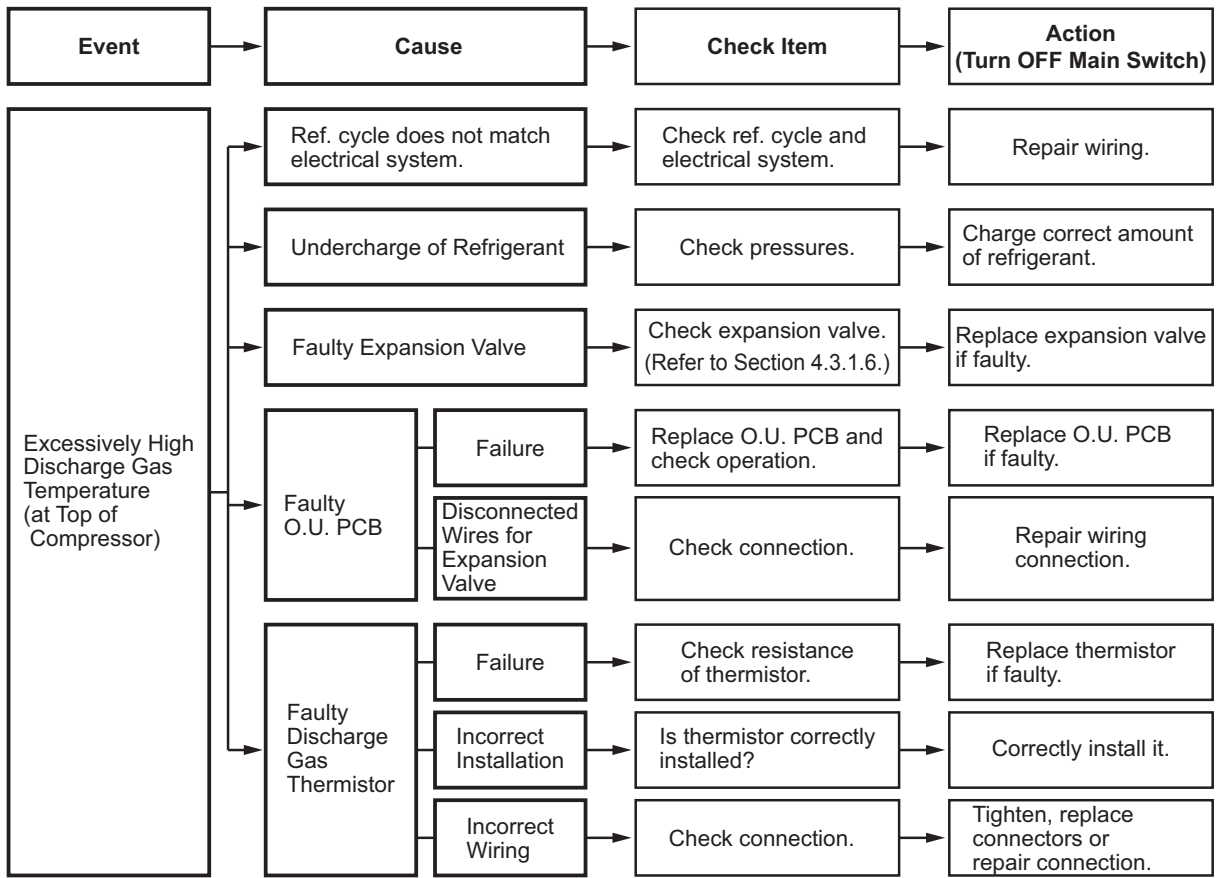 Event
Cause
Check Item
Action
(Turn OFF Main Switch)
Excessively High
Discharge Gas
Temperature
(at Top of
Compressor)
Ref. cycle does not match
electrical system.
Check ref. cycle and
electrical system.
Repair wiring.
Undercharge of Refrigerant
Check pressures.
Charge correct amount
of refrigerant.
Faulty Expansion Valve
Check expansion valve.
(Refer to Section 4.3.1.6.)
Replace expansion valve
if faulty.
Faulty
O.U. PCB
Failure
Replace O.U. PCB and
check operation.
Replace O.U. PCB
if faulty.
Disconnected
Wires for
Expansion
Valve
Check connection.
Repair wiring
connection.
Faulty
Discharge
Gas
Thermistor
Failure
Check resistance
of thermistor.
Replace thermistor
if faulty.
Incorrect
Installation
Is thermistor correctly
installed?
Correctly install it.
Incorrect
Wiring
Check connection.
Tighten, replace
connectors or
repair connection.